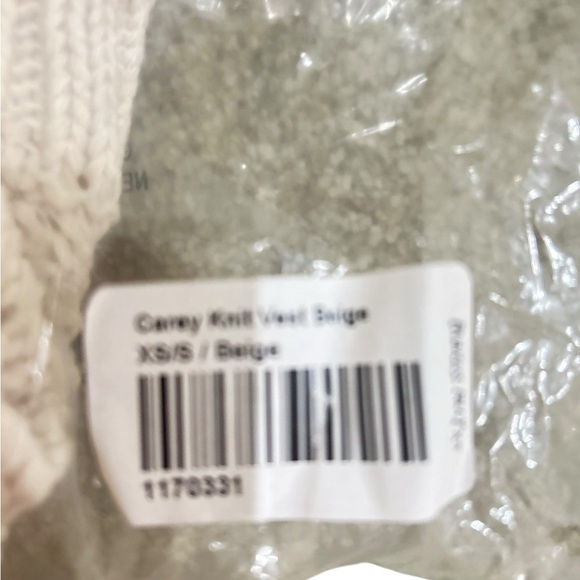 Carey Knit Vest Beige
XS/S / Beige
1170331